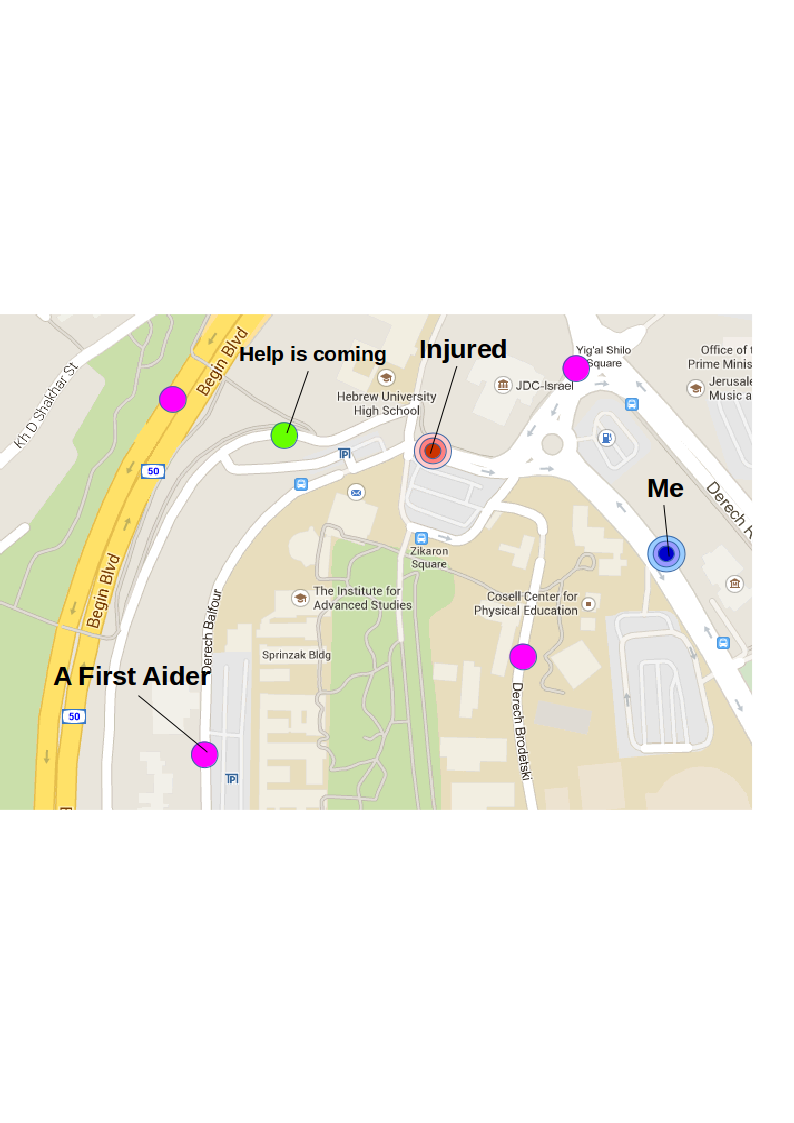 Help is coming
Injured
Yig'al Shilo
Square
Office of t
Prime Minis
Begin Blvd
Kh D Shakhar St
Hebrew University
High School
JDC-Israel
Jerusale
Music a
50
Me
Derech R
Zikaron
Square
Begin Blvd
The Institute for
Advanced Studies
Cosell Center for
Physical Education
Derech Balfour
Sprinzak Bldg
A First Aider
Derech Brodetski
50